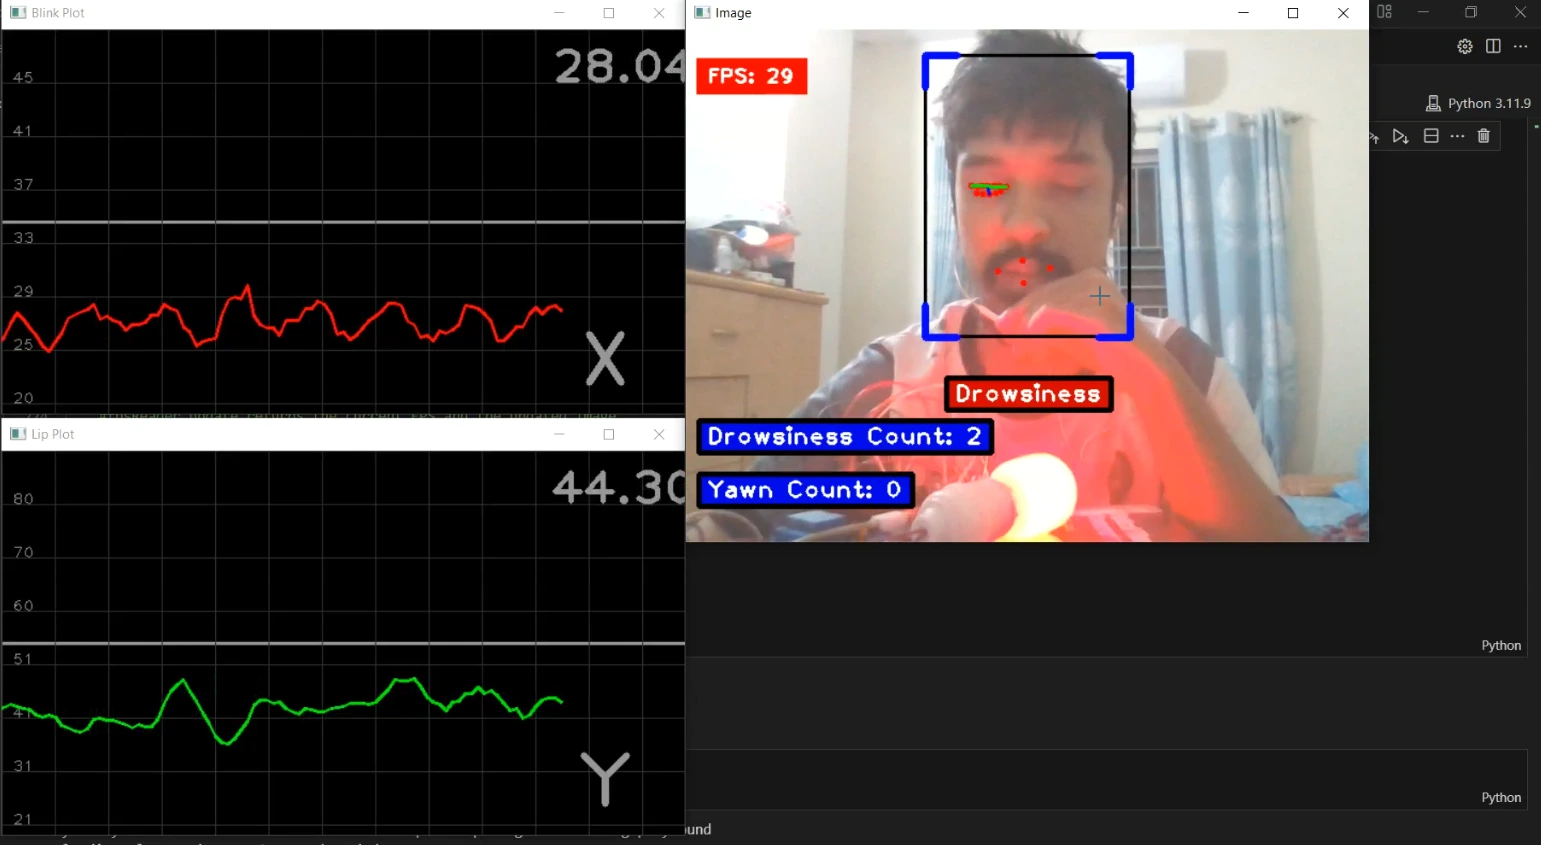 Blink Plot
28.04
45
41
37
33
29
25
20
X
Lip Plot
44.30
80
70
60
51
41
31
21
Y
Image
FPS: 29
Drowsiness
Drowsiness Count: 2
Yawn Count: 0
Python 3.11.9
Python
Python